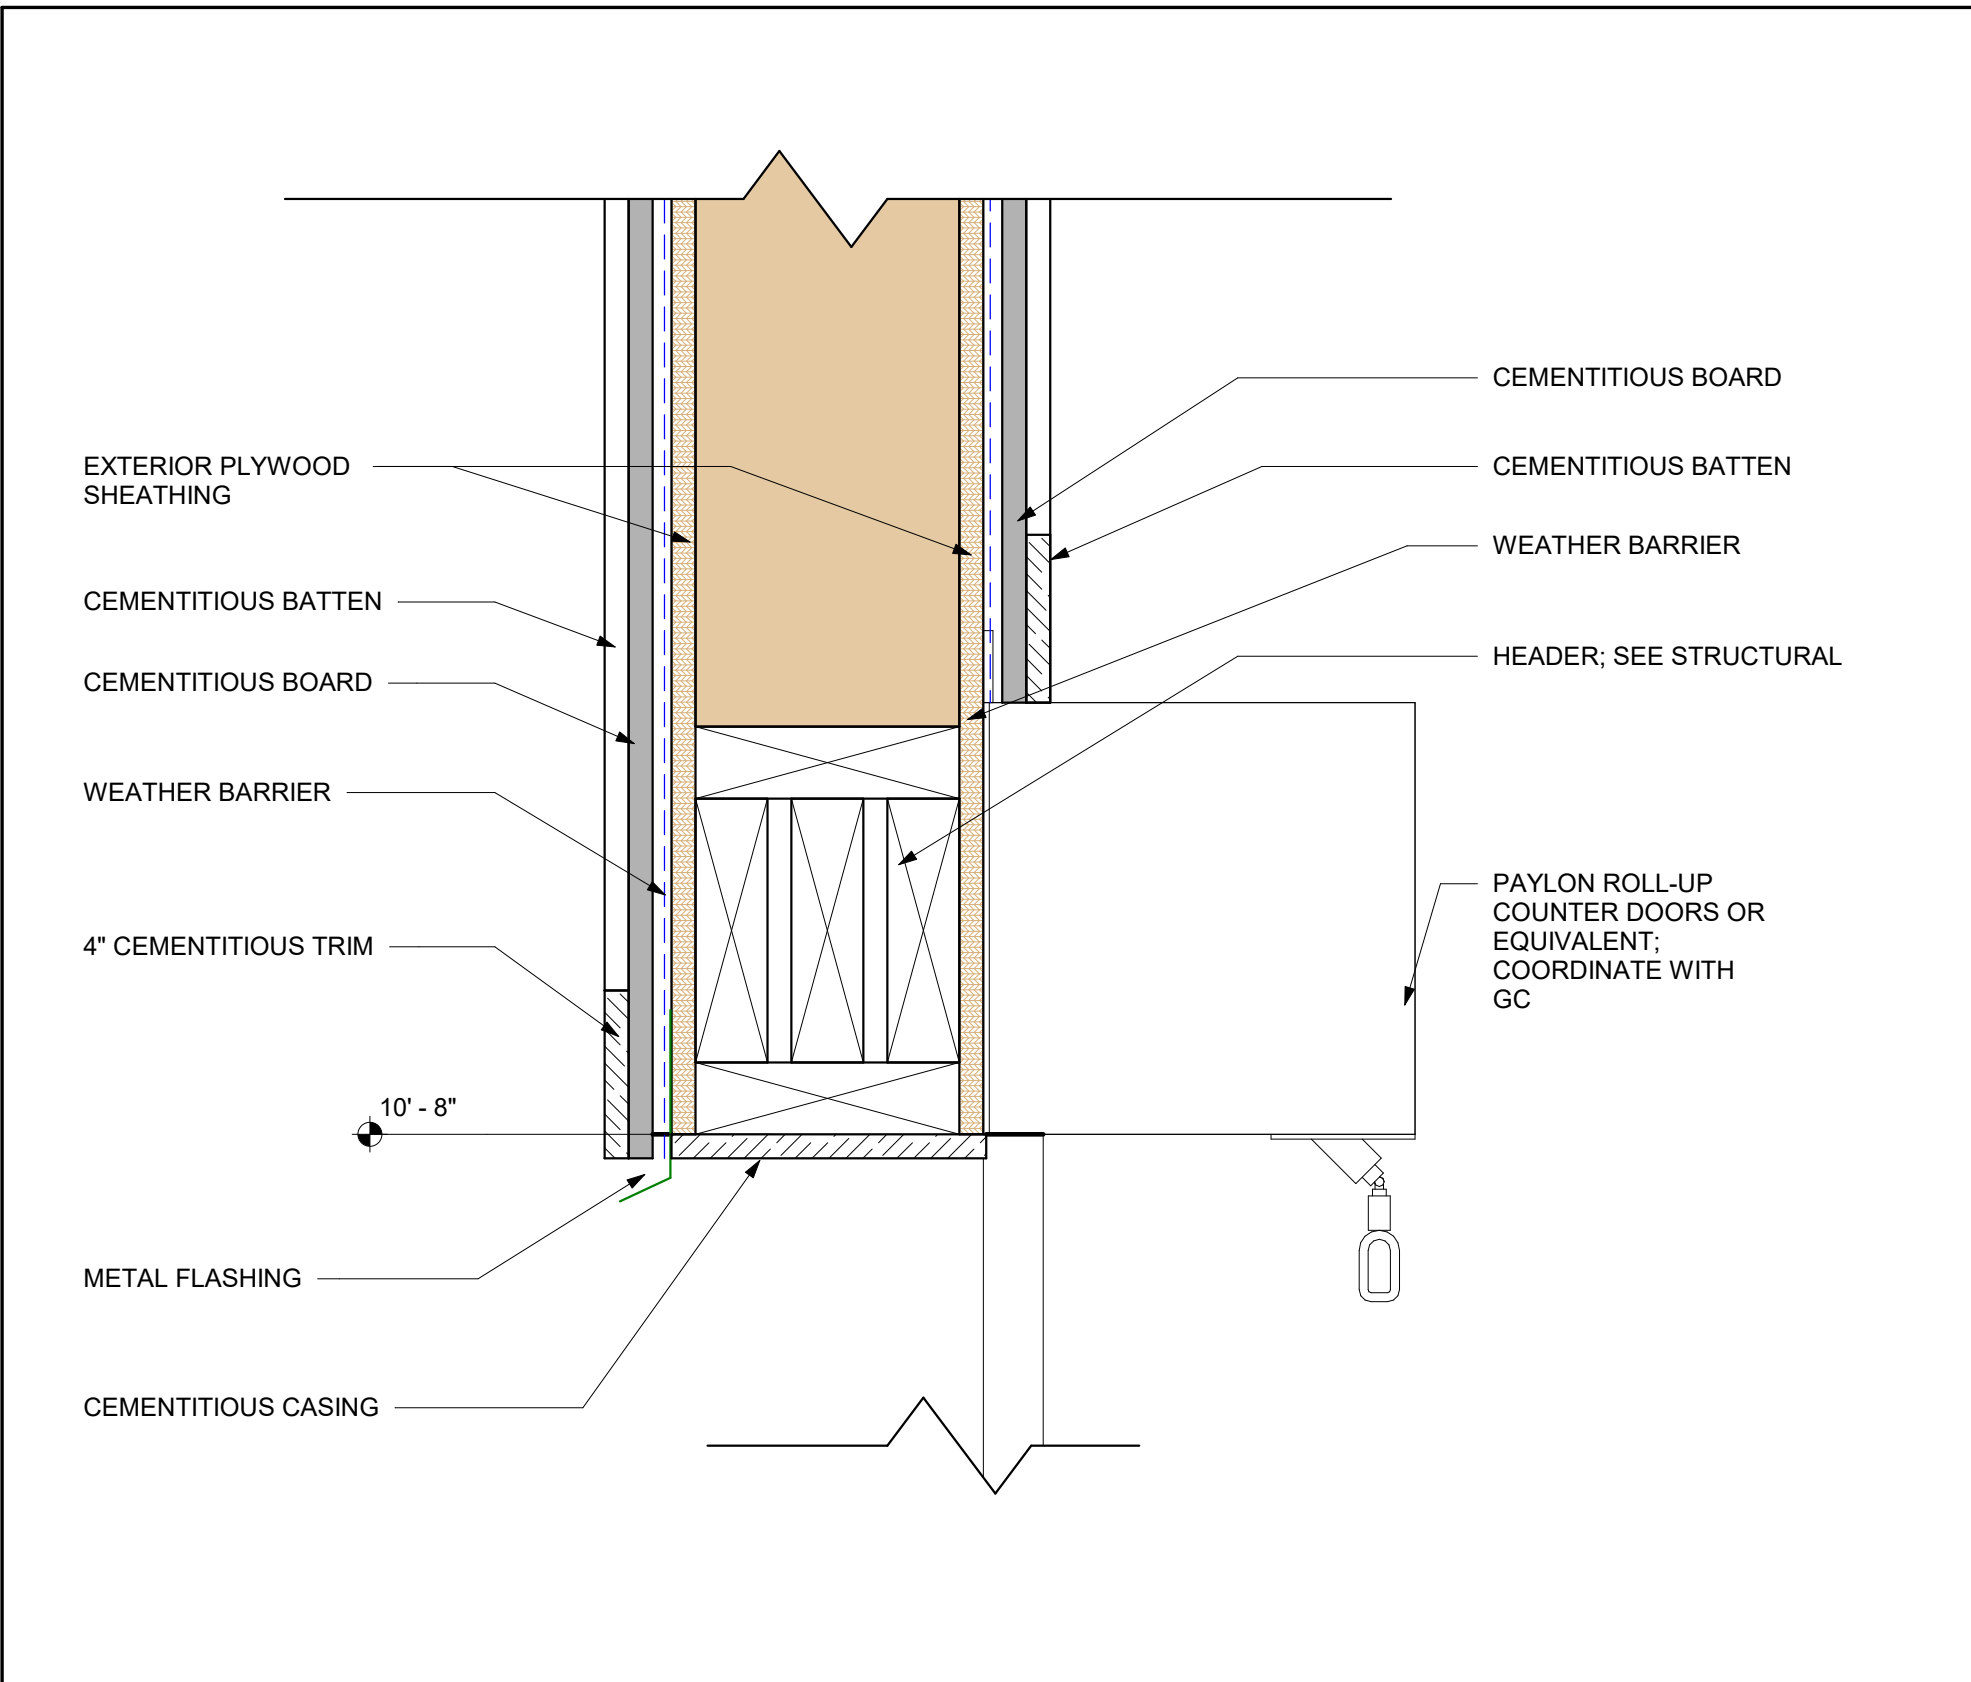 EXTERIOR PLYWOOD
SHEATHING
CEMENTITIOUS BATTEN
CEMENTITIOUS BOARD
WEATHER BARRIER
4" CEMENTITIOUS TRIM
10' - 8"
METAL FLASHING
CEMENTITIOUS CASING
CEMENTITIOUS BOARD
CEMENTITIOUS BATTEN
WEATHER BARRIER
HEADER; SEE STRUCTURAL
PAYLON ROLL-UP
COUNTER DOORS OR
EQUIVALENT;
COORDINATE WITH
GC